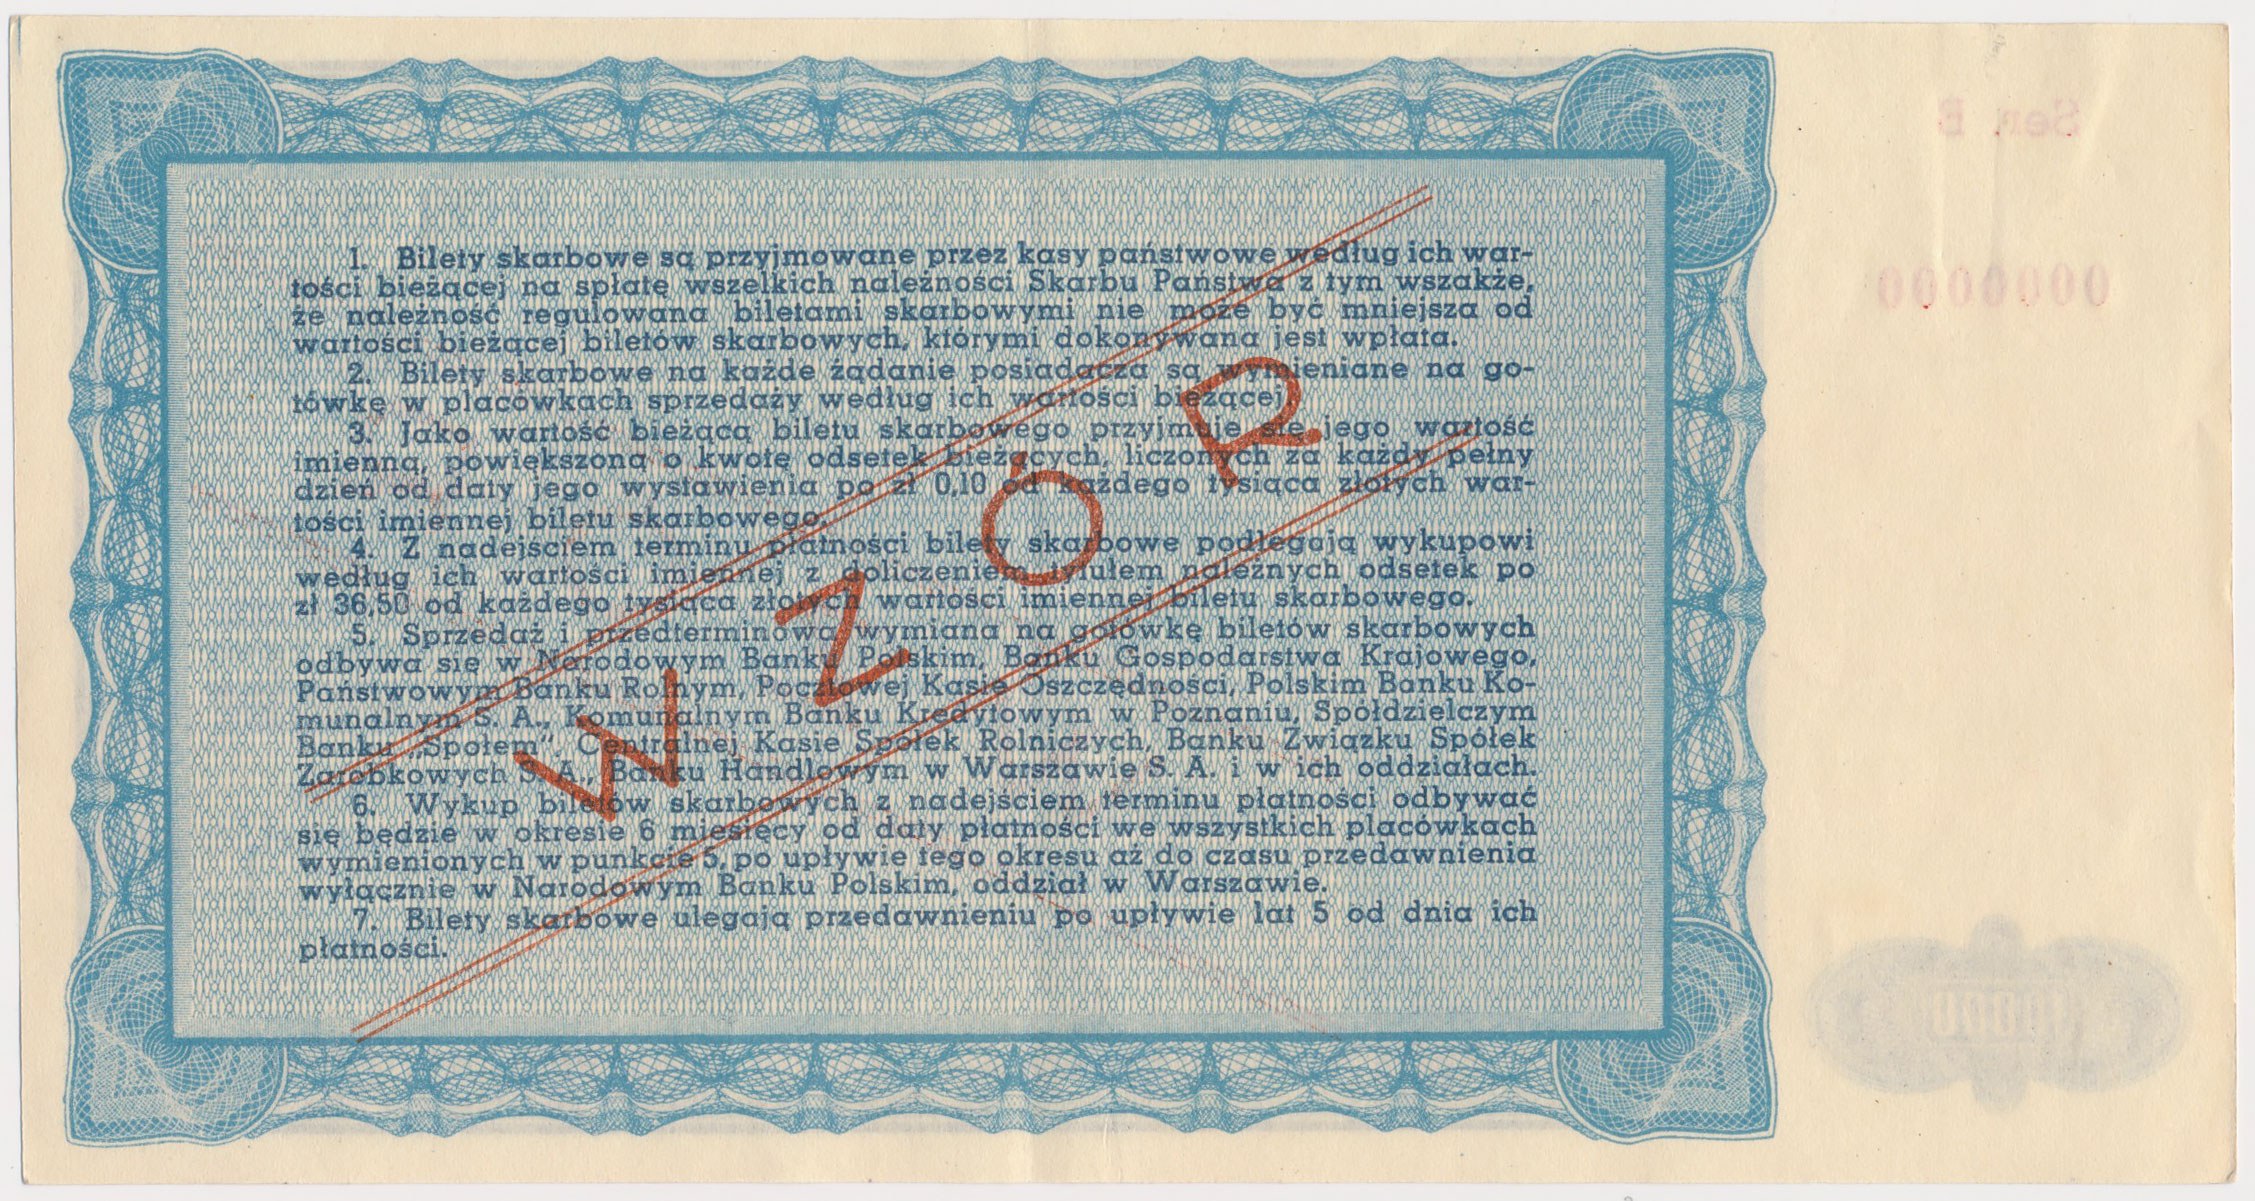 1. Bilety skarbowe są przyjmowane przez kasy państwowe według ich war-
tości bieżącej na spłatę wszelkich należności Skarbu Państwa z tym wszakże,
że należność regulowana biletami skarbowymi nie może być mniejsza od
wartości bieżącej biletów skarbowych, którymi dokonywana jest wpłata.
2. Bilety skarbowe na każde żądanie posiadacza są wymieniane na go-
tówkę w placówkach sprzedaży według ich wartości bieżącej.
3. Jako wartość bieżącą biletu skarbowego przyjmuje się jego wartość
imienną, powiększoną o kwotę odsetek bieżących, liczonych za każdy pełny
dzień od daty jego wystawienia po zł 0,10 od każdego tysiąca złotych war-
tości imiennej biletu skarbowego.
4. Z nadejściem terminu płatności bilety skarbowe podlegają wykupowi
według ich wartości imiennej z doliczeniem tytułem należnych odsetek po
zł 36,50 od każdego tysiąca złotych wartości imiennej biletu skarbowego.
5. Sprzedaż i przedterminowa wymiana na gotówkę biletów skarbowych
odbywa się w Narodowym Banku Polskim, Banku Gospodarstwa Krajowego,
Państwowym Banku Rolnym, Pocztowej Kasie Oszczędności, Polskim Banku Ko-
munalnym S. A., Komunalnym Banku Kredytowym w Poznaniu, Spółdzielczym
Banku „Społem", Centralnej Kasie Spółek Rolniczych, Banku Związku Spółek
Zarobkowych S. A., Banku Handlowym w Warszawie S. A. i w ich oddziałach.
6. Wykup biletów skarbowych z nadejściem terminu płatności odbywać
się będzie w okresie 6 miesięcy od daty płatności we wszystkich placówkach
wymienionych w punkcie 5, po upływie tego okresu aż do czasu przedawnienia
wyłącznie w Narodowym Banku Polskim, oddział w Warszawie.
7. Bilety skarbowe ulegają przedawnieniu po upływie lat 5 od dnia ich
płatności.
WZÓR
Ser. E
0000000
10000